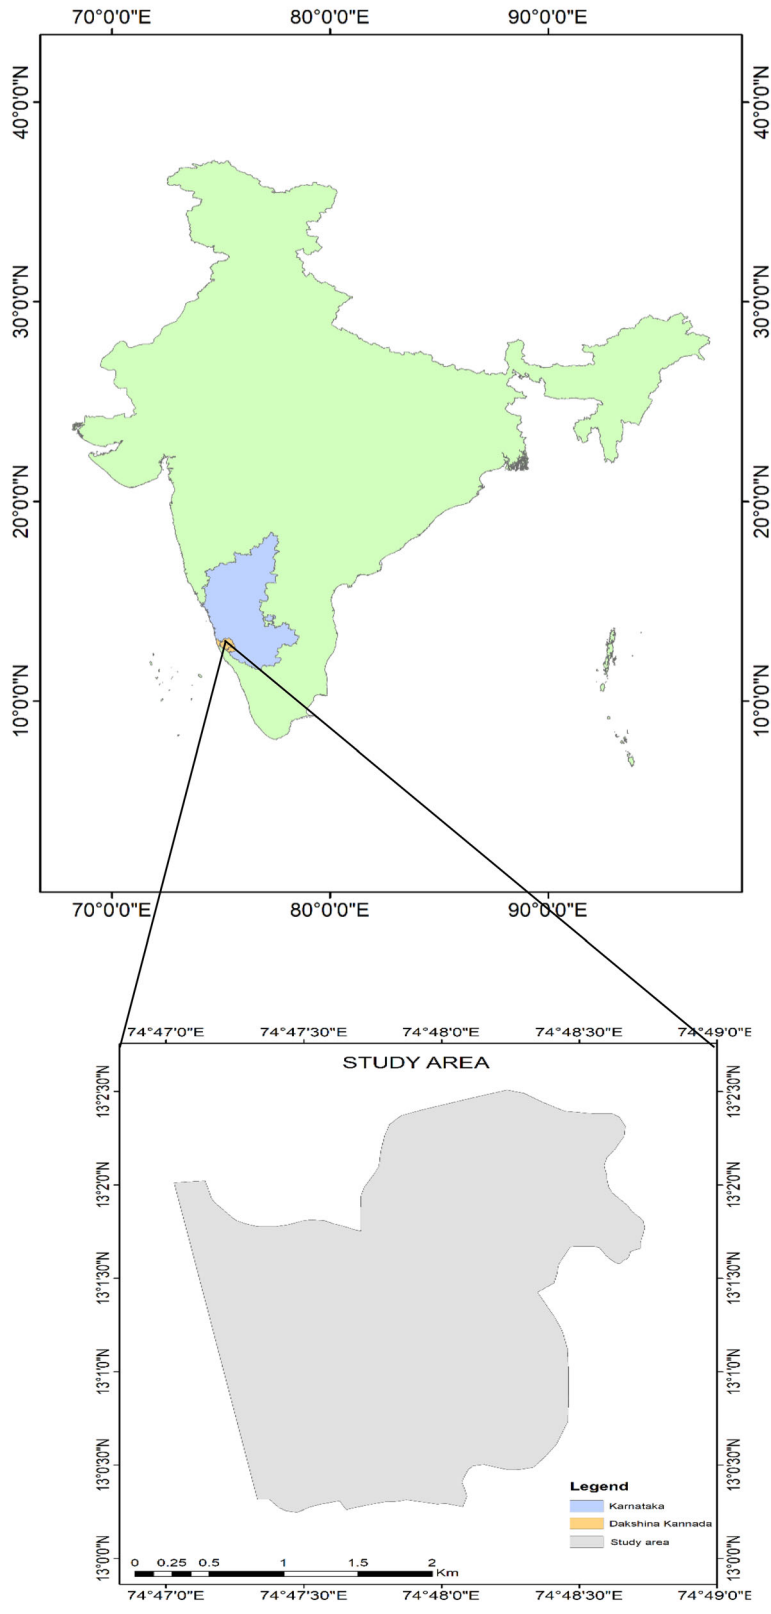 70°0'0"E 80°0'0"E 90°0'0"E
40°0'0"N 40°0'0"N
30°0'0"N 30°0'0"N
20°0'0"N 20°0'0"N
10°0'0"N 10°0'0"N
70°0'0"E 80°0'0"E 90°0'0"E
74°47'0"E 74°47'30"E 74°48'0"E 74°48'30"E 74°49'0"E
STUDY AREA
13°2'30"N 13°2'30"N
13°2'0"N 13°2'0"N
13°1'30"N 13°1'30"N
13°1'0"N 13°1'0"N
13°0'30"N 13°0'30"N
Legend
Karnataka
Dakshina Kannada
Study area
13°0'0"N 13°0'0"N
0 0.25 0.5 1 1.5 2
Km
74°47'0"E 74°47'30"E 74°48'0"E 74°48'30"E 74°49'0"E